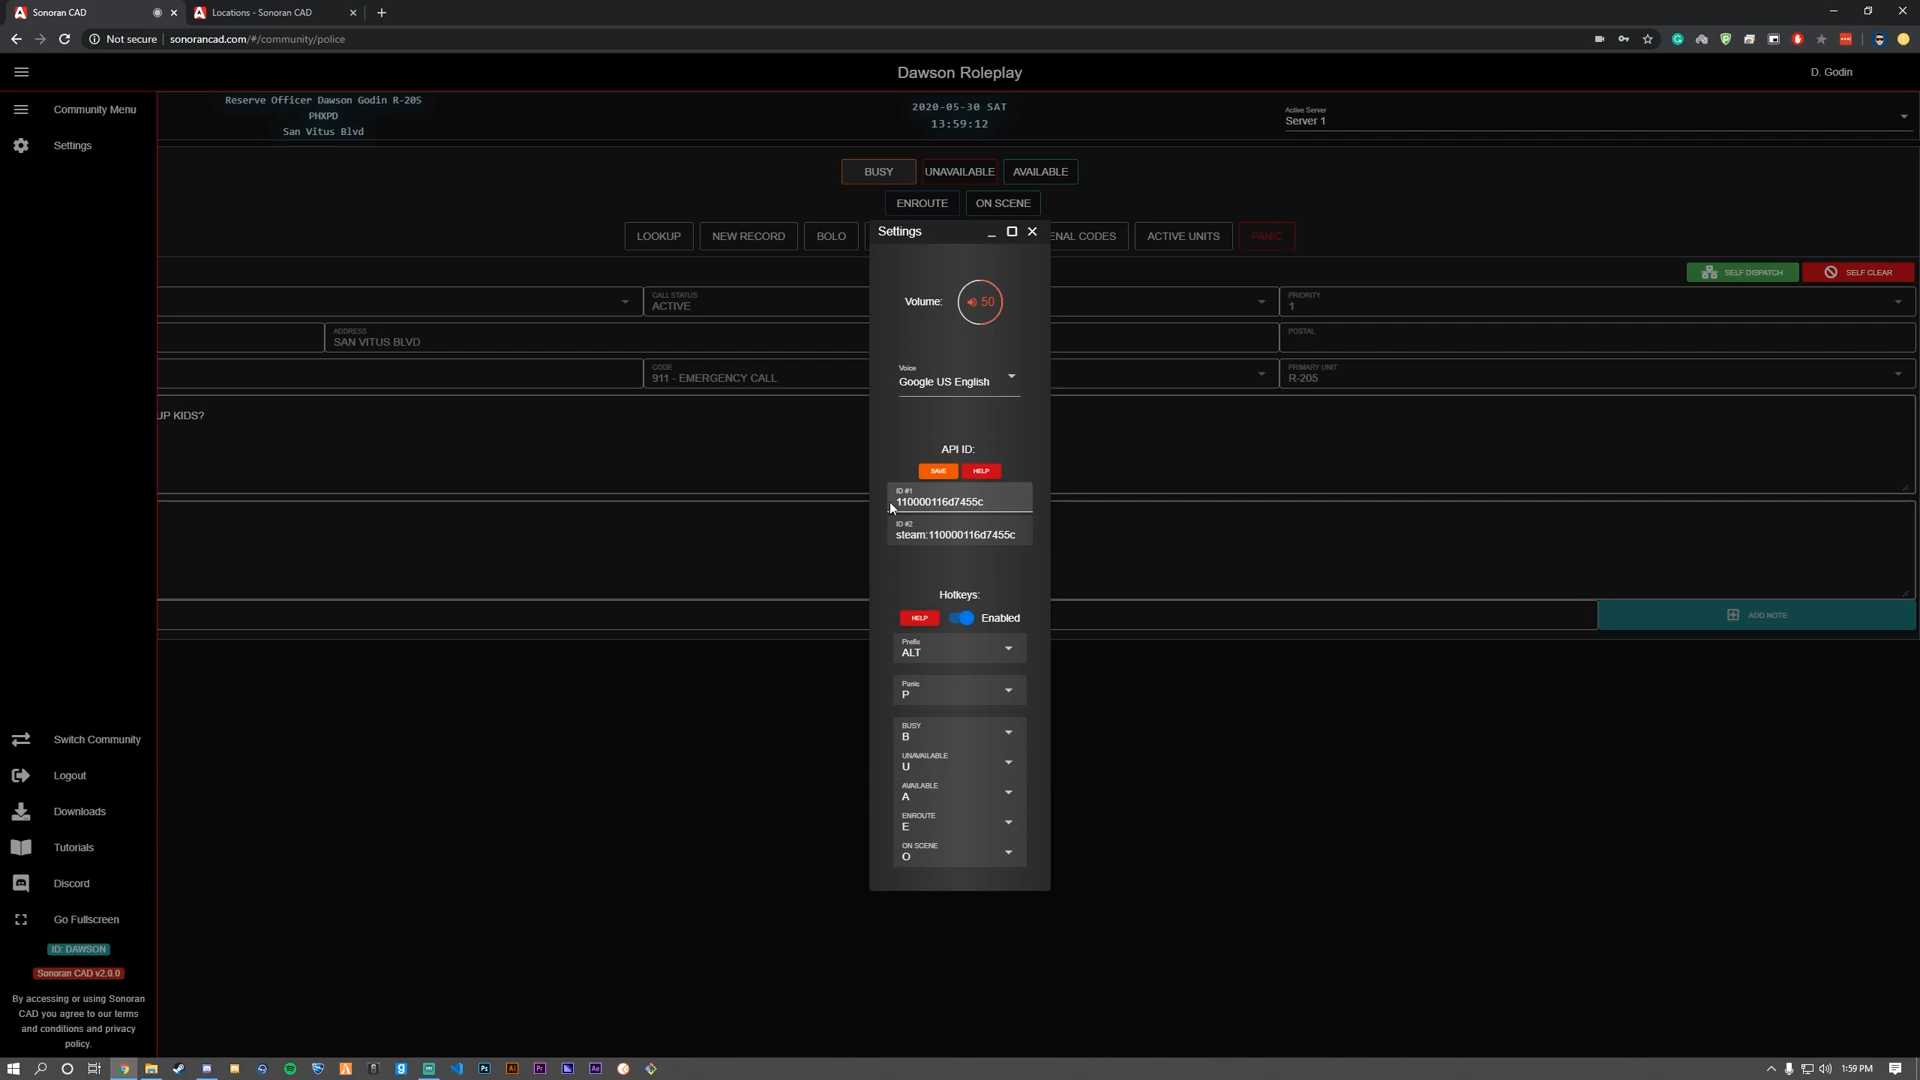 Sonoran CAD
Locations - Sonoran CAD
Not secure
sonorancad.com/#/community/police
Dawson Roleplay
D. Godin
Community Menu
Settings
Reserve Officer Dawson Godin R-205
PHXPD
San Vitus Blvd
2020-05-30 SAT
13:59:12
Active Server
Server 1
BUSY
UNAVAILABLE
AVAILABLE
ENROUTE
ON SCENE
LOOKUP
NEW RECORD
BOLO
ENAL CODES
ACTIVE UNITS
PANIC
SELF DISPATCH
SELF CLEAR
CALL STATUS
ACTIVE
PRIORITY
1
ADDRESS
SAN VITUS BLVD
POSTAL
CODE
911 - EMERGENCY CALL
PRIMARY UNIT
R-205
UP KIDS?
ADD NOTE
Settings
Volume:
50
Voice
Google US English
API ID:
SAVE
HELP
ID #1
110000116d7455c
ID #2
steam:110000116d7455c
Hotkeys:
HELP
Enabled
Prefix
ALT
Panic
P
BUSY
B
UNAVAILABLE
U
AVAILABLE
A
ENROUTE
E
ON SCENE
O
Switch Community
Logout
Downloads
Tutorials
Discord
Go Fullscreen
ID: DAWSON
Sonoran CAD v2.0.0
By accessing or using Sonoran
CAD you agree to our terms
and conditions and privacy
policy.
1:59 PM